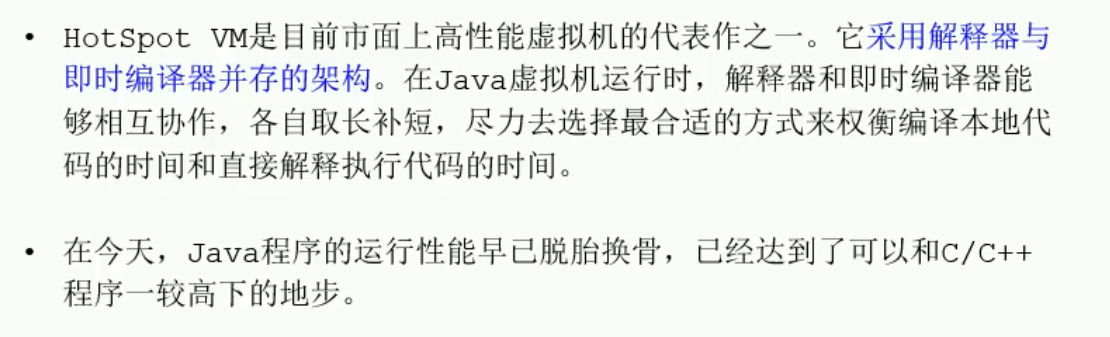 • HotSpot VM是目前市面上高性能虚拟机的代表作之一。它采用解释器与
即时编译器并存的架构。在Java虚拟机运行时，解释器和即时编译器能
够相互协作，各自取长补短，尽力去选择最合适的方式来权衡编译本地代
码的时间和直接解释执行代码的时间。
• 在今天，Java程序的运行性能早已脱胎换骨，已经达到了可以和C/C++
程序一较高下的地步。